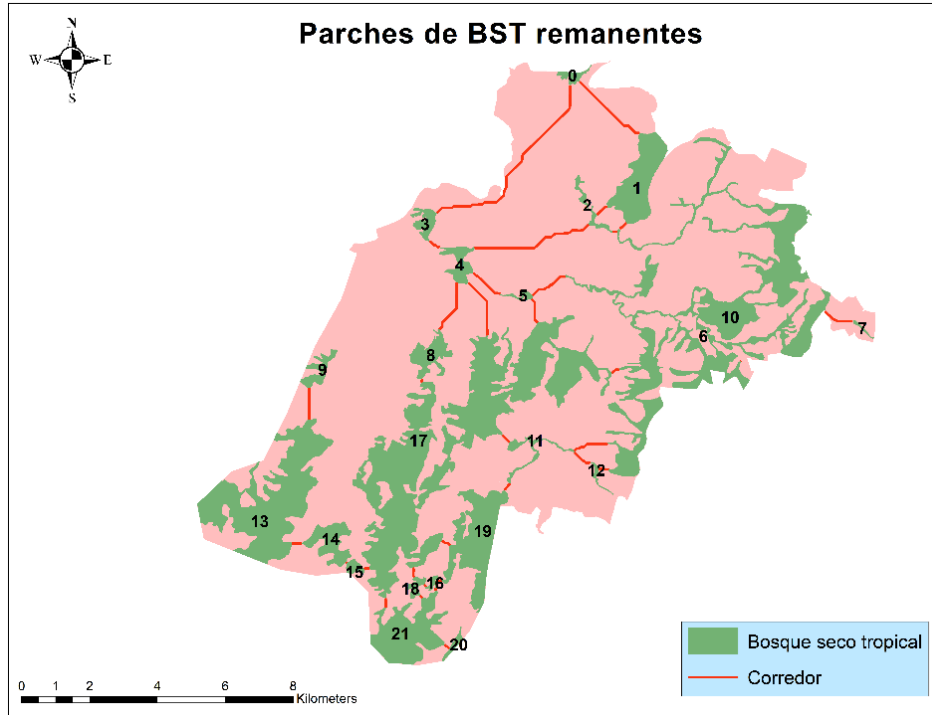 Parches de BST remanentes
N
W E
S
0
1
2
3
4
5
10
6
7
8
9
17
11
12
13
19
14
15
16
18
21
20
Bosque seco tropical
Corredor
0 1 2 4 6 8
Kilometers